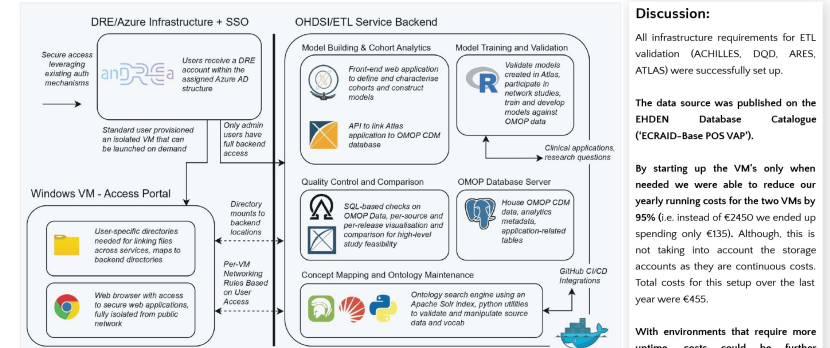 DRE/Azure Infrastructure + SSO
Secure access
leveraging
existing auth
mechanisms
anDREa
Users receive a DRE
account within the
assigned Azure AD
structure
Standard user provisioned
an isolated VM that can
be launched on demand
Only admin
users have
full backend
access
Windows VM - Access Portal
User-specific directories
needed for linking files
across services, maps to
backend directories
Web browser with access
to secure web applications,
fully isolated from public
network
Directory
mounts to
backend
locations
Per-VM
Networking
Rules Based
on User
Access
OHDSI/ETL Service Backend
Model Building & Cohort Analytics
Front-end web application
to define and characterise
cohorts and construct
models
API to link Atlas
application to OMOP CDM
database
Model Training and Validation
R
Validate models
created in Atlas,
participate in
network studies,
train and develop
models against
OMOP data
Clinical applications,
research questions
Quality Control and Comparison
SQL-based checks on
OMOP Data, per-source and
per-release visualisation and
comparison for high-level
study feasibility
OMOP Database Server
House OMOP CDM
data, analytics
metadata,
application-related
tables
Concept Mapping and Ontology Maintenance
Ontology search engine using an
Apache Solr index, python utilities
to validate and manipulate source
data and vocab
GitHub CI/CD
Integrations
Discussion:
All infrastructure requirements for ETL
validation (ACHILLES, DQD, ARES,
ATLAS) were successfully set up.
The data source was published on the
EHDEN Database Catalogue
('ECRAID-Base POS VAP').
By starting up the VM's only when
needed we were able to reduce our
yearly running costs for the two VMs by
95% (i.e. instead of €2450 we ended up
spending only €135). Although, this is
not taking into account the storage
accounts as they are continuous costs.
Total costs for this setup over the last
year were €455.
With environments that require more
uptime, costs could be further